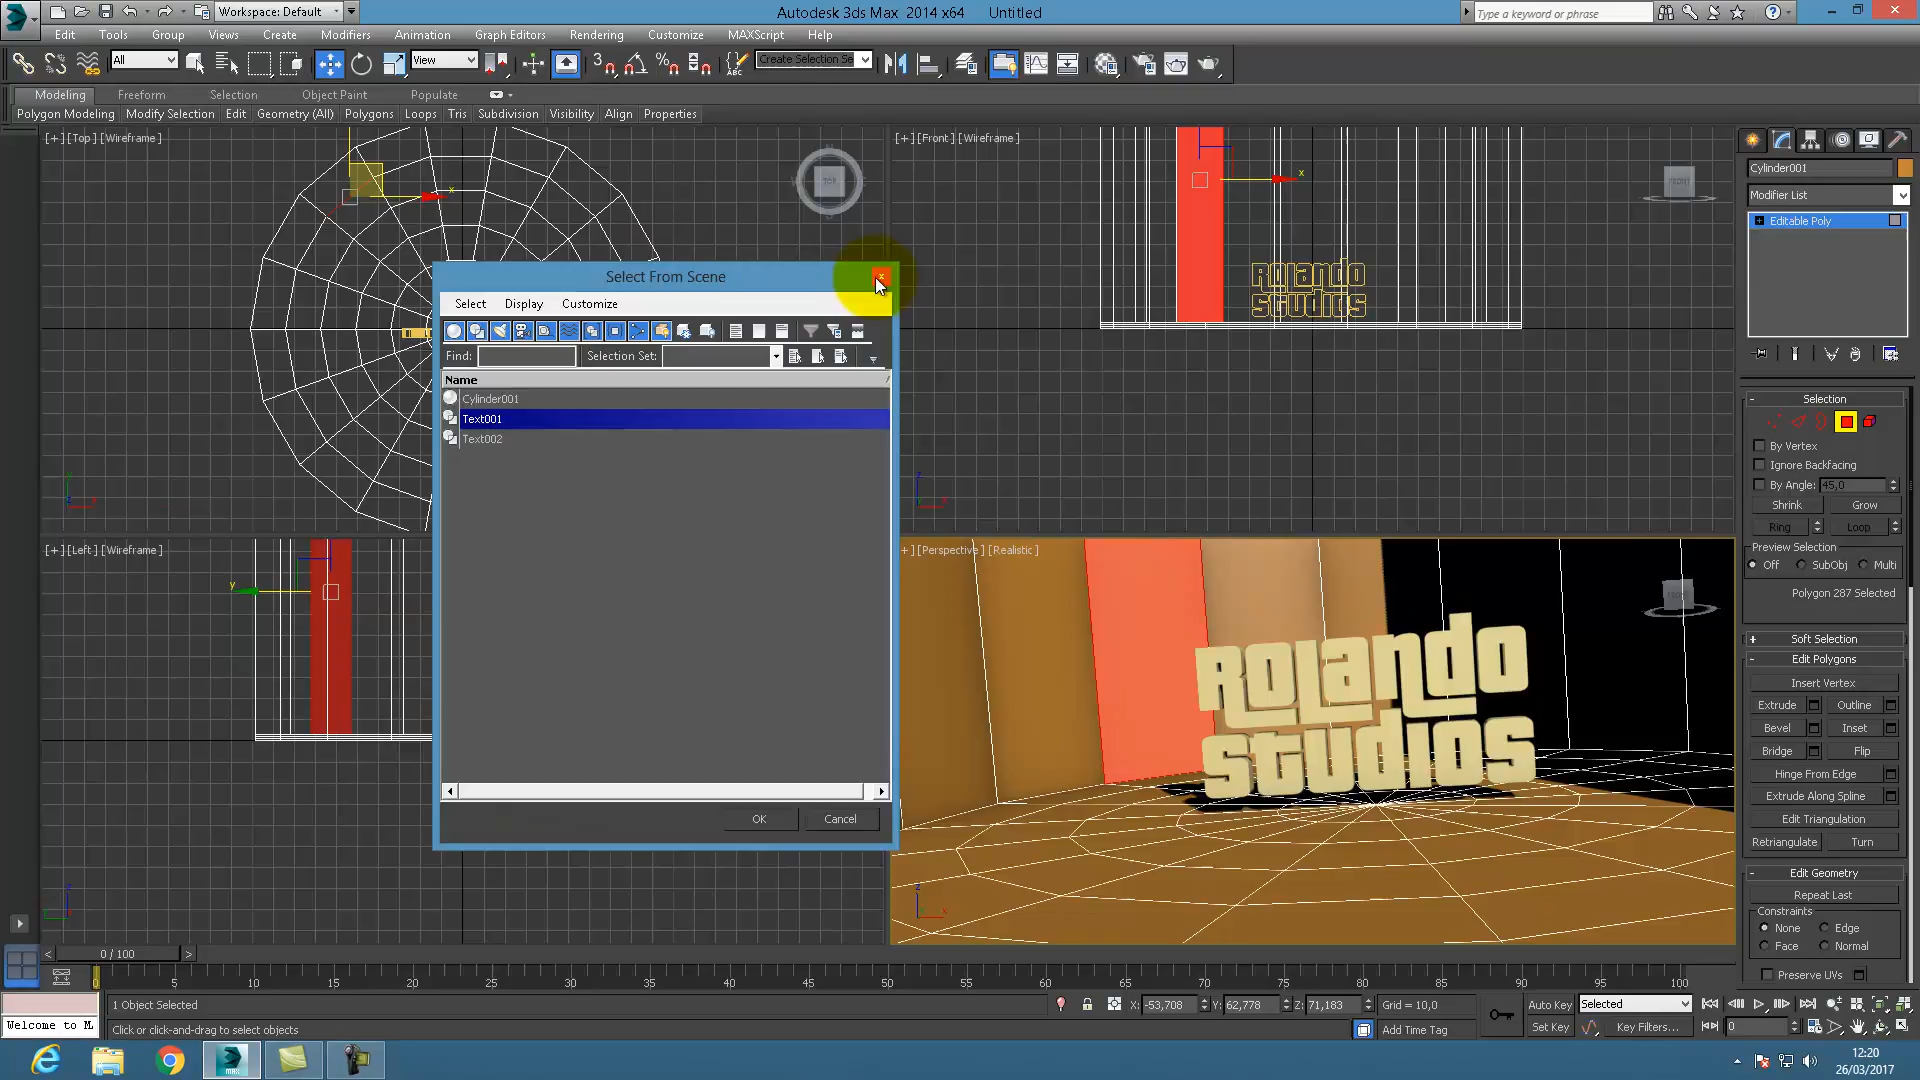 Workspace: Default
Autodesk 3ds Max 2014 x64 Untitled
Type a keyword or phrase
Edit Tools Group Views Create Modifiers Animation Graph Editors Rendering Customize MAXScript Help
All
View
Create Selection Se
Modeling Freeform Selection Object Paint Populate
Polygon Modeling Modify Selection Edit Geometry (All) Polygons Loops Tris Subdivision Visibility Align Properties
[+] [Top] [Wireframe]
TOP
x
[+] [Front] [Wireframe]
FRONT
x
Rolando
Studios
[+] [Left] [Wireframe]
y
[+] [Perspective] [Realistic]
Rolando
Studios
Select From Scene
Select Display Customize
Find:
Selection Set:
Name
Cylinder001
Text001
Text002
OK
Cancel
Cylinder001
Modifier List
Editable Poly
Selection
By Vertex
Ignore Backfacing
By Angle: 45,0
Shrink Grow
Ring Loop
Preview Selection
Off SubObj Multi
Polygon 287 Selected
Soft Selection
Edit Polygons
Insert Vertex
Extrude Outline
Bevel Inset
Bridge Flip
Hinge From Edge
Extrude Along Spline
Edit Triangulation
Retriangulate Turn
Edit Geometry
Repeat Last
Constraints
None Edge
Face Normal
Preserve UVs
0 / 100
0 5 10 15 20 25 30 35 40 45 50 55 60 65 70 75 80 85 90 95 100
1 Object Selected
X: -53,708 Y: 62,778 Z: 71,183 Grid = 10,0
Auto Key Selected
Welcome to M
Click or click-and-drag to select objects
Add Time Tag
Set Key Key Filters... 0
MAX
12:20
26/03/2017